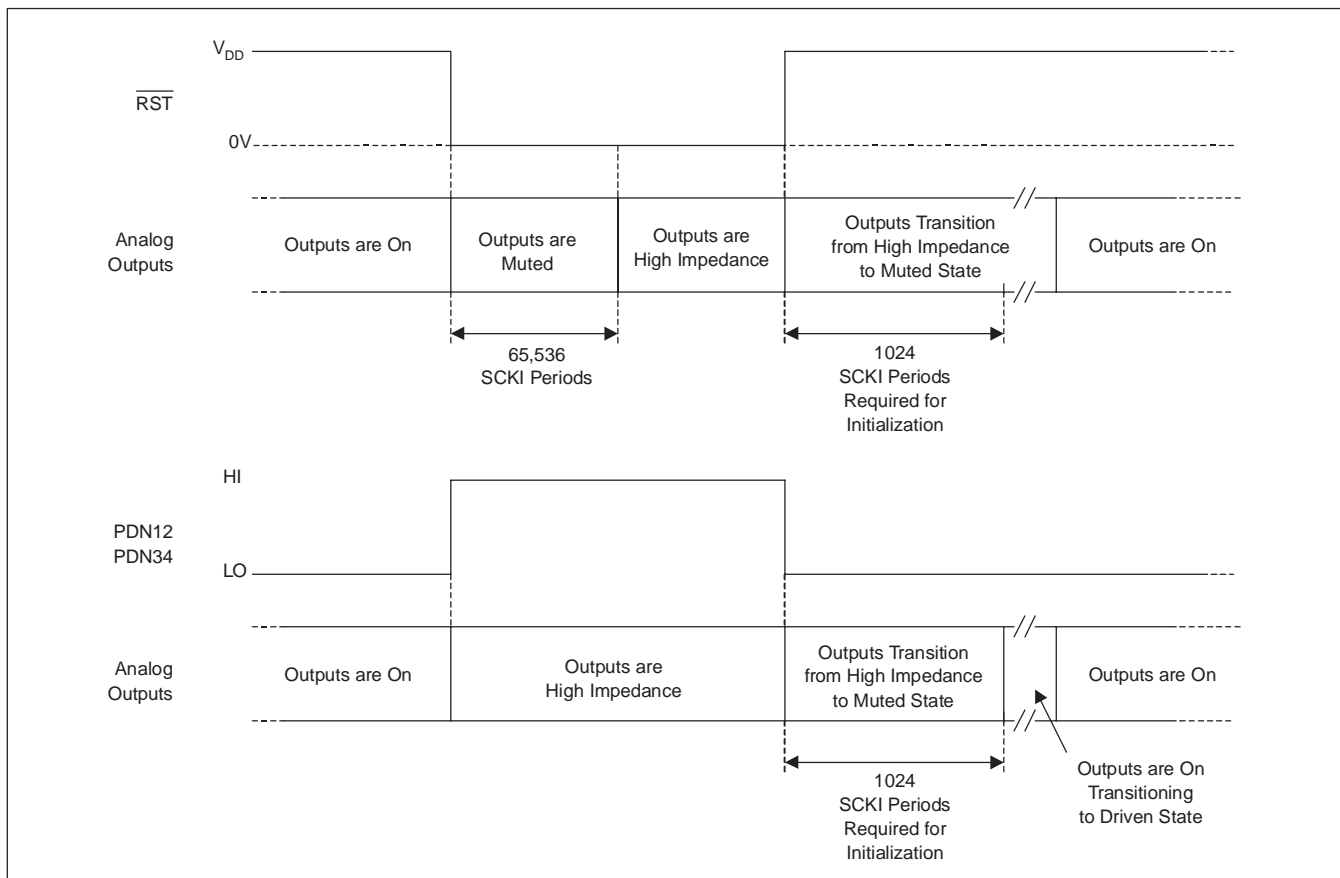 VDD
RST
0V
Analog
Outputs
Outputs are On
Outputs are
Muted
Outputs are
High Impedance
Outputs Transition
from High Impedance
to Muted State
Outputs are On
65,536
SCKI Periods
1024
SCKI Periods
Required for
Initialization
HI
PDN12
PDN34
LO
Analog
Outputs
Outputs are On
Outputs are
High Impedance
Outputs Transition
from High Impedance
to Muted State
Outputs are On
1024
SCKI Periods
Required for
Initialization
Outputs are On
Transitioning
to Driven State